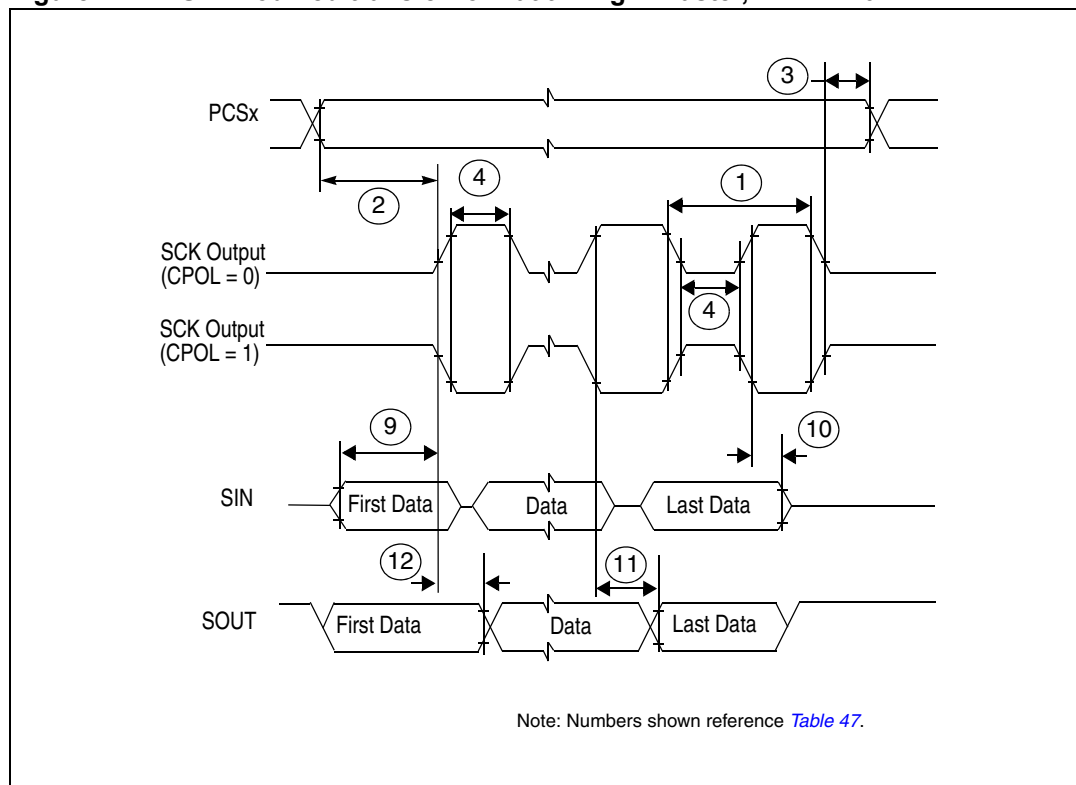 3
PCSx
2
4
1
SCK Output
(CPOL = 0)
4
SCK Output
(CPOL = 1)
9
10
SIN
First Data
Data
Last Data
12
11
SOUT
First Data
Data
Last Data
Note: Numbers shown reference Table 47.